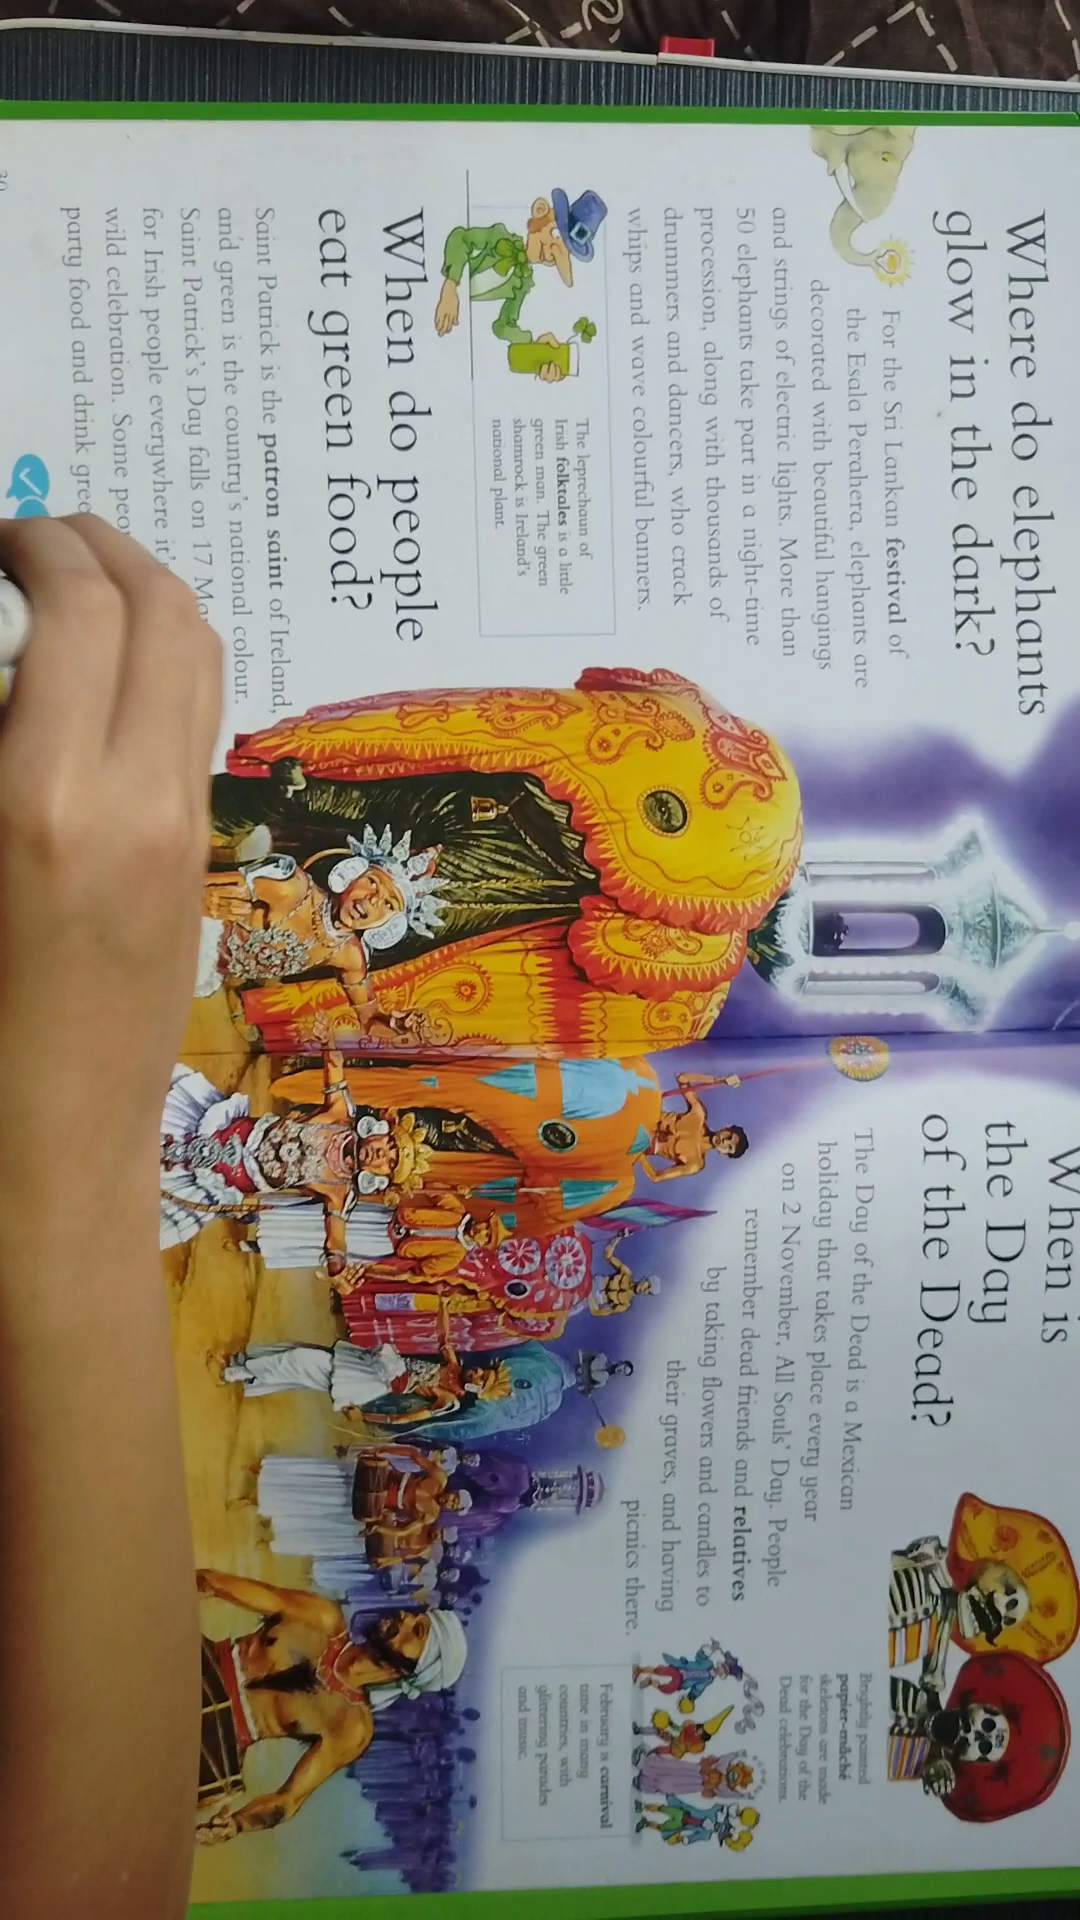 Where do elephants
glow in the dark?
For the Sri Lankan festival of
the Esala Perahera, elephants are
decorated with beautiful hangings
and strings of electric lights. More than
50 elephants take part in a night-time
procession, along with thousands of
drummers and dancers, who crack
whips and wave colourful banners.
The leprechaun of
Irish folktales is a little
green man. The green
shamrock is Ireland's
national plant.
When do people
eat green food?
Saint Patrick is the patron saint of Ireland,
and green is the country's national colour.
Saint Patrick's Day falls on 17
for Irish people everywhere
wild celebration. Some
party food and drink
30
When is
the Day
of the Dead?
The Day of the Dead is a Mexican
holiday that takes place every year
on 2 November, All Souls' Day. People
remember dead friends and relatives
by taking flowers and candles to
their graves, and having
picnics there.
Brightly painted
papier-mâché
skeletons are made
for the Day of the
Dead celebrations.
February is carnival
time in many
countries, with
glittering parades
and music.